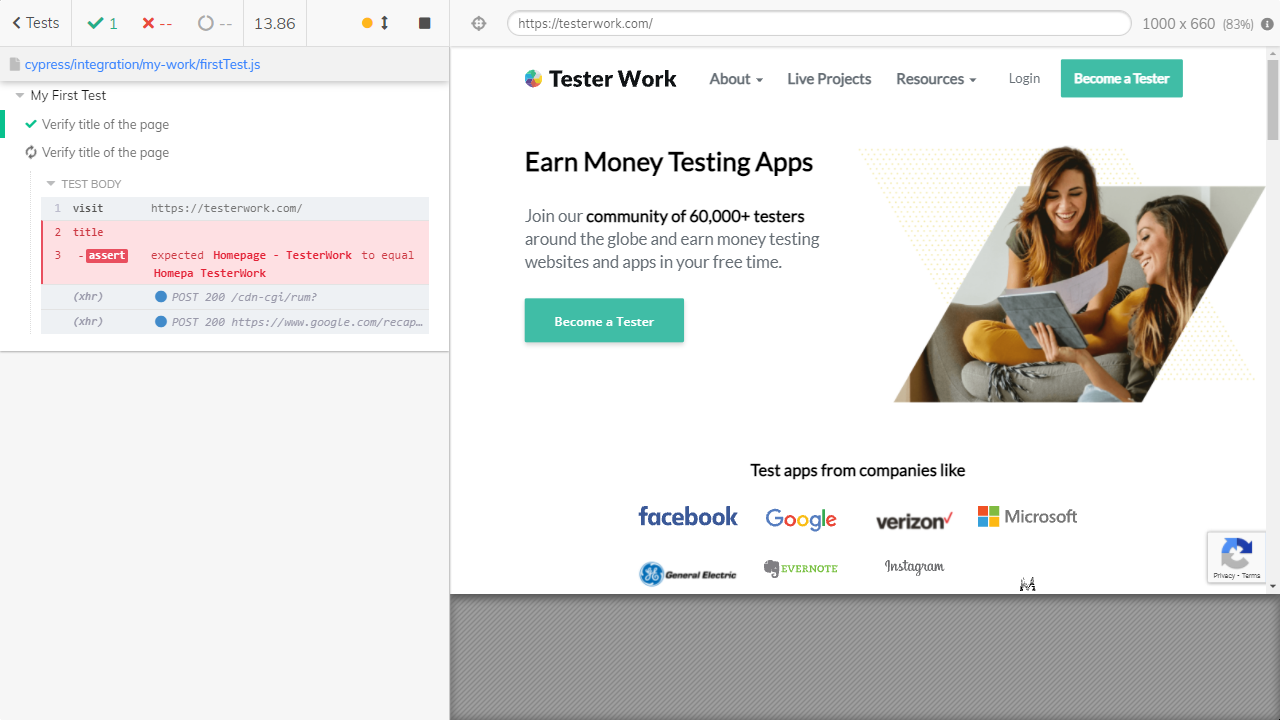 Tests
1
--
--
13.86
https://testerwork.com/
1000 x 660 (83%)
cypress/integration/my-work/firstTest.js
My First Test
Verify title of the page
Verify title of the page
TEST BODY
1 visit https://testerwork.com/
2 title
3 -assert expected Homepage - TesterWork to equal
Homepa TesterWork
(xhr) POST 200 /cdn-cgi/rum?
(xhr) POST 200 https://www.google.com/recap…
Tester Work
About
Live Projects
Resources
Login
Become a Tester
Earn Money Testing Apps
Join our community of 60,000+ testers
around the globe and earn money testing
websites and apps in your free time.
Become a Tester
Test apps from companies like
facebook
Google
verizon
Microsoft
GE General Electric
EVERNOTE
Instagram
Privacy - Terms